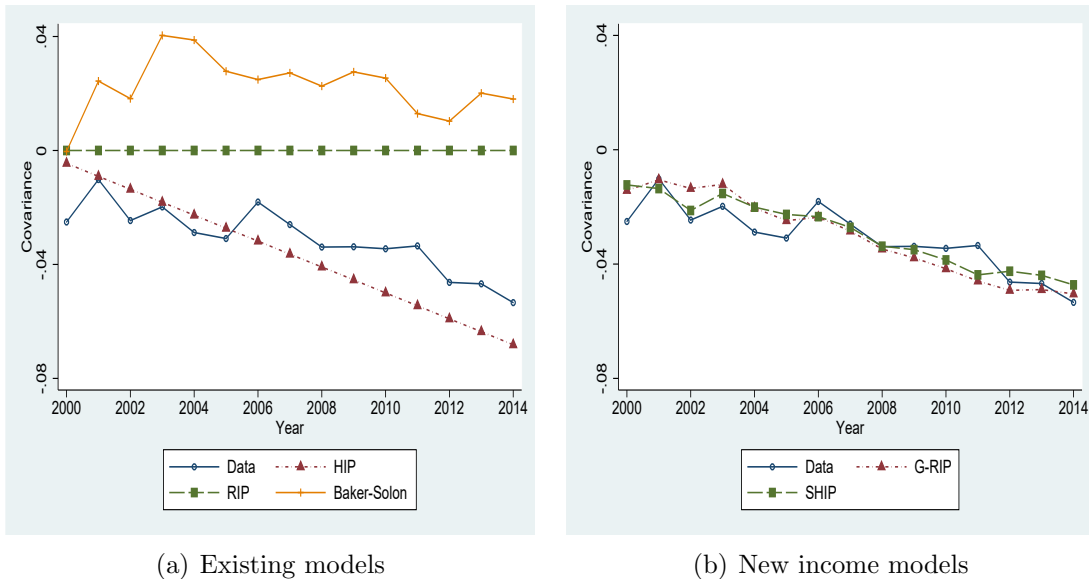 .04
0
-.04
-.08
Covariance
2000 2002 2004 2006 2008 2010 2012 2014
Year
Data HIP
RIP Baker-Solon
(a) Existing models
.04
0
-.04
-.08
Covariance
2000 2002 2004 2006 2008 2010 2012 2014
Year
Data G-RIP
SHIP
(b) New income models